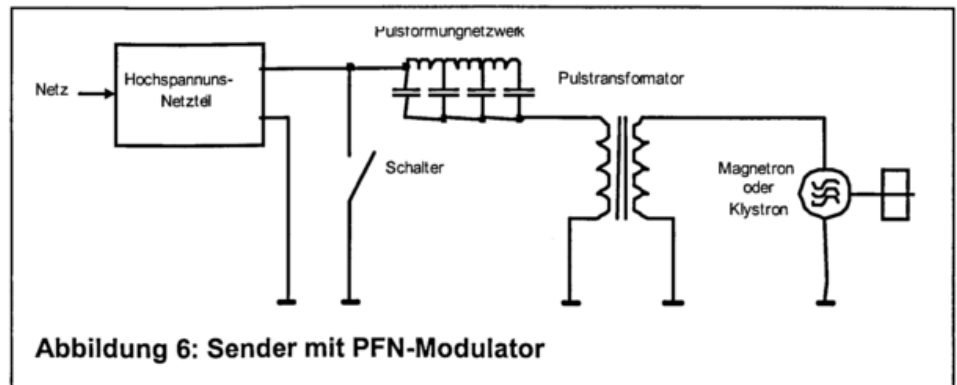 Pulsformungnetzwerk
Netz
Hochspannuns-
Netzteil
Pulstransformator
Schalter
Magnetron
oder
Klystron
Abbildung 6: Sender mit PFN-Modulator